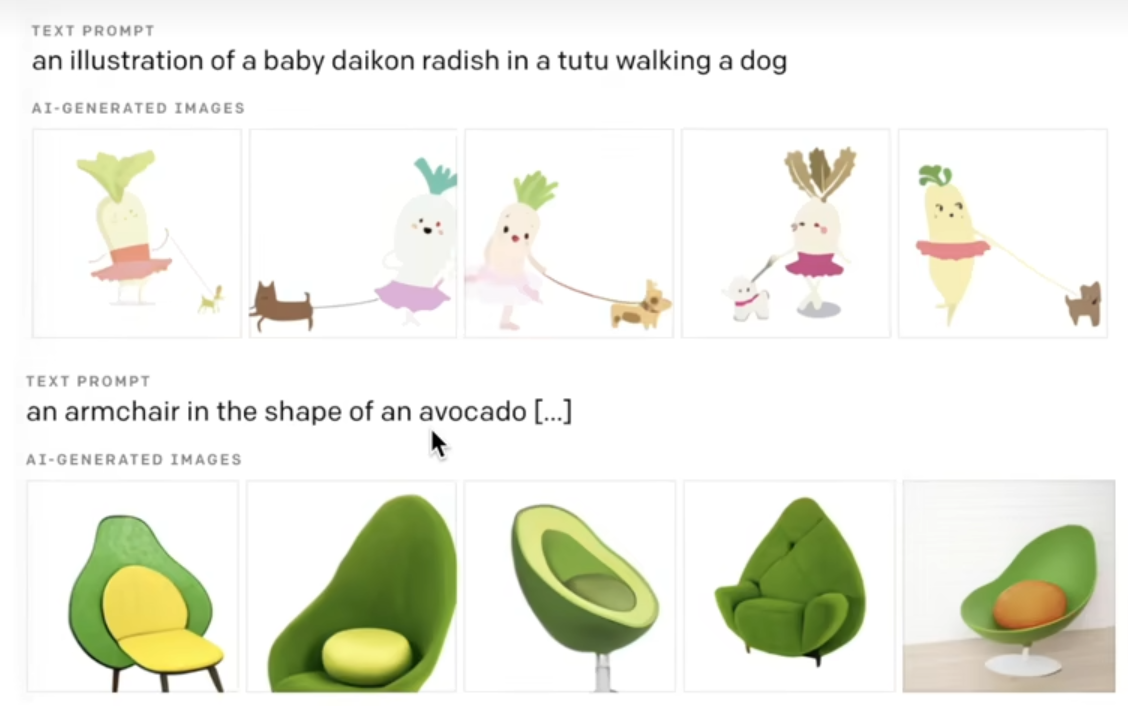 TEXT PROMPT
an illustration of a baby daikon radish in a tutu walking a dog
AI-GENERATED IMAGES
TEXT PROMPT
an armchair in the shape of an avocado [...]
AI-GENERATED IMAGES